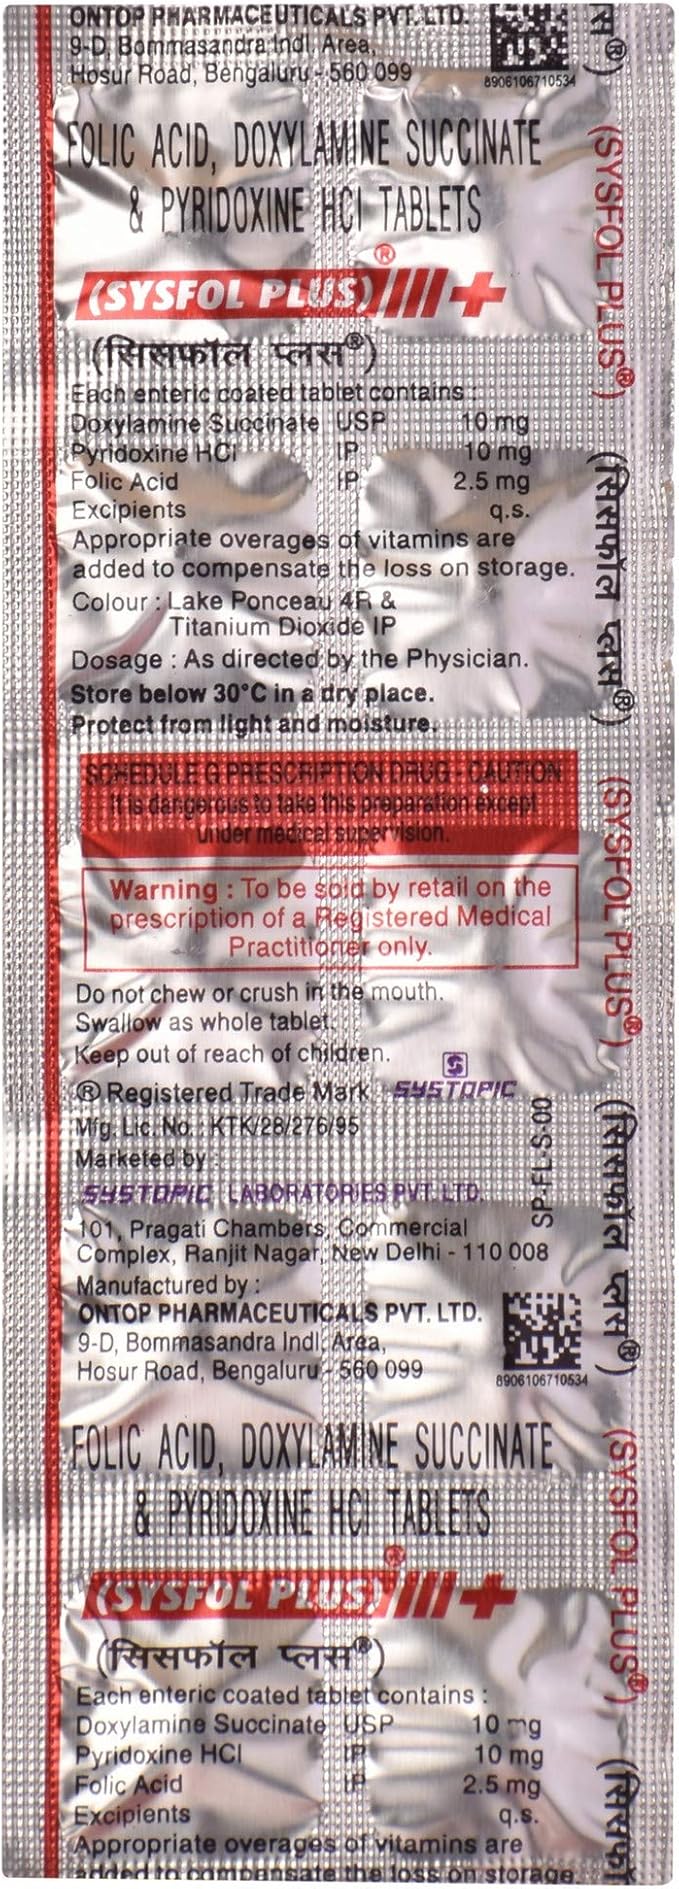 ONTOP PHARMACEUTICALS PVT. LTD.
9-D, Bommasandra Indl. Area,
Hosur Road, Bengaluru - 560 099
8906106710534
FOLIC ACID, DOXYLAMINE SUCCINATE
& PYRIDOXINE HCl TABLETS
(SYSFOL PLUS)®
(सिसफॉल प्लस®)
Each enteric coated tablet contains :
Doxylamine Succinate USP 10 mg
Pyridoxine HCl IP 10 mg
Folic Acid IP 2.5 mg
Excipients q.s.
Appropriate overages of vitamins are
added to compensate the loss on storage.
Colour : Lake Ponceau 4R &
Titanium Dioxide IP
Dosage : As directed by the Physician.
Store below 30°C in a dry place.
Protect from light and moisture.
SCHEDULE G PRESCRIPTION DRUG - CAUTION
It is dangerous to take this preparation except
under medical supervision.
Warning : To be sold by retail on the
prescription of a Registered Medical
Practitioner only.
Do not chew or crush in the mouth.
Swallow as whole tablet.
Keep out of reach of children.
® Registered Trade Mark SYSTOPIC
Mfg. Lic. No. : KTK/28/276/95
Marketed by :
SYSTOPIC LABORATORIES PVT. LTD.
101, Pragati Chambers, Commercial
Complex, Ranjit Nagar, New Delhi - 110 008
SP-FL-S-00
Manufactured by :
ONTOP PHARMACEUTICALS PVT. LTD.
9-D, Bommasandra Indl. Area,
Hosur Road, Bengaluru - 560 099
8906106710534
FOLIC ACID, DOXYLAMINE SUCCINATE
& PYRIDOXINE HCl TABLETS
(SYSFOL PLUS)®
(सिसफॉल प्लस®)
Each enteric coated tablet contains :
Doxylamine Succinate USP 10 mg
Pyridoxine HCl IP 10 mg
Folic Acid IP 2.5 mg
Excipients q.s.
Appropriate overages of vitamins are
added to compensate the loss on storage.
स®)
(SYSFOL PLUS®)
(सिसफॉल प्लस®)
(SYSFOL PLUS®)
(सिसफॉल प्लस®)
(SYSFOL PLUS®)
(सिसफॉ